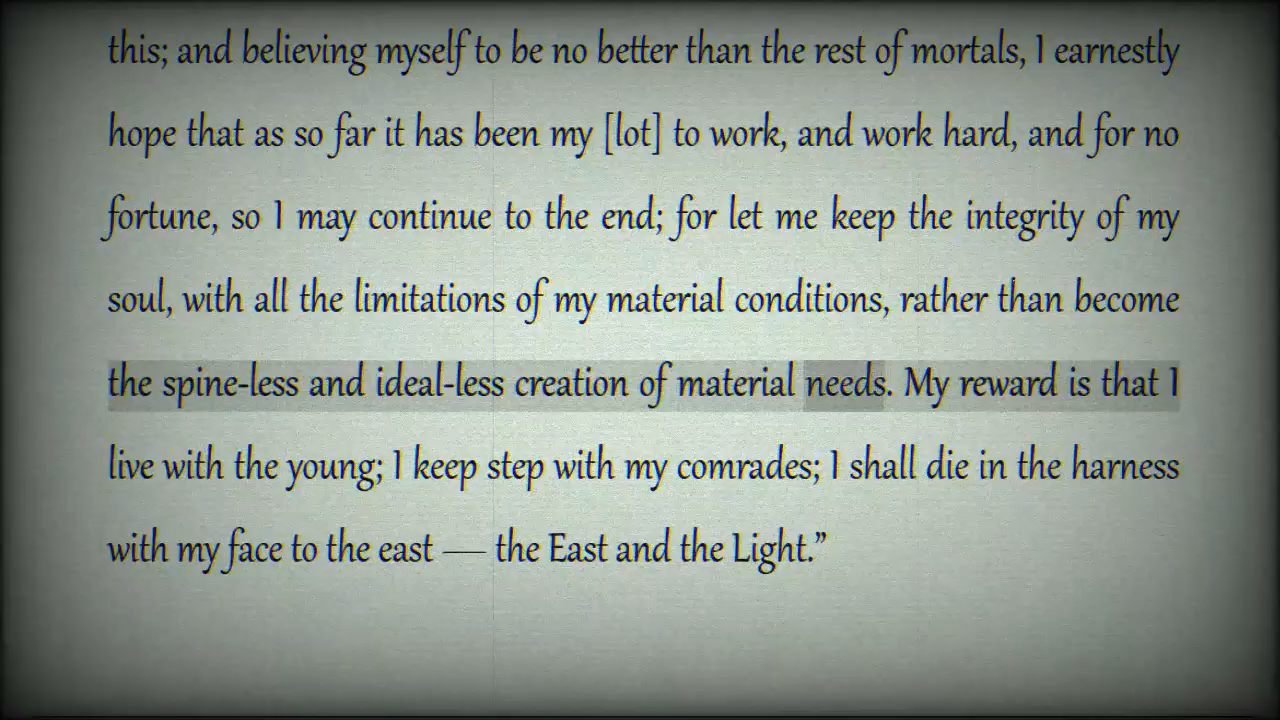 this; and believing myself to be no better than the rest of mortals, I earnestly
hope that as so far it has been my [lot] to work, and work hard, and for no
fortune, so I may continue to the end; for let me keep the integrity of my
soul, with all the limitations of my material conditions, rather than become
the spine-less and ideal-less creation of material needs. My reward is that I
live with the young; I keep step with my comrades; I shall die in the harness
with my face to the east — the East and the Light.”